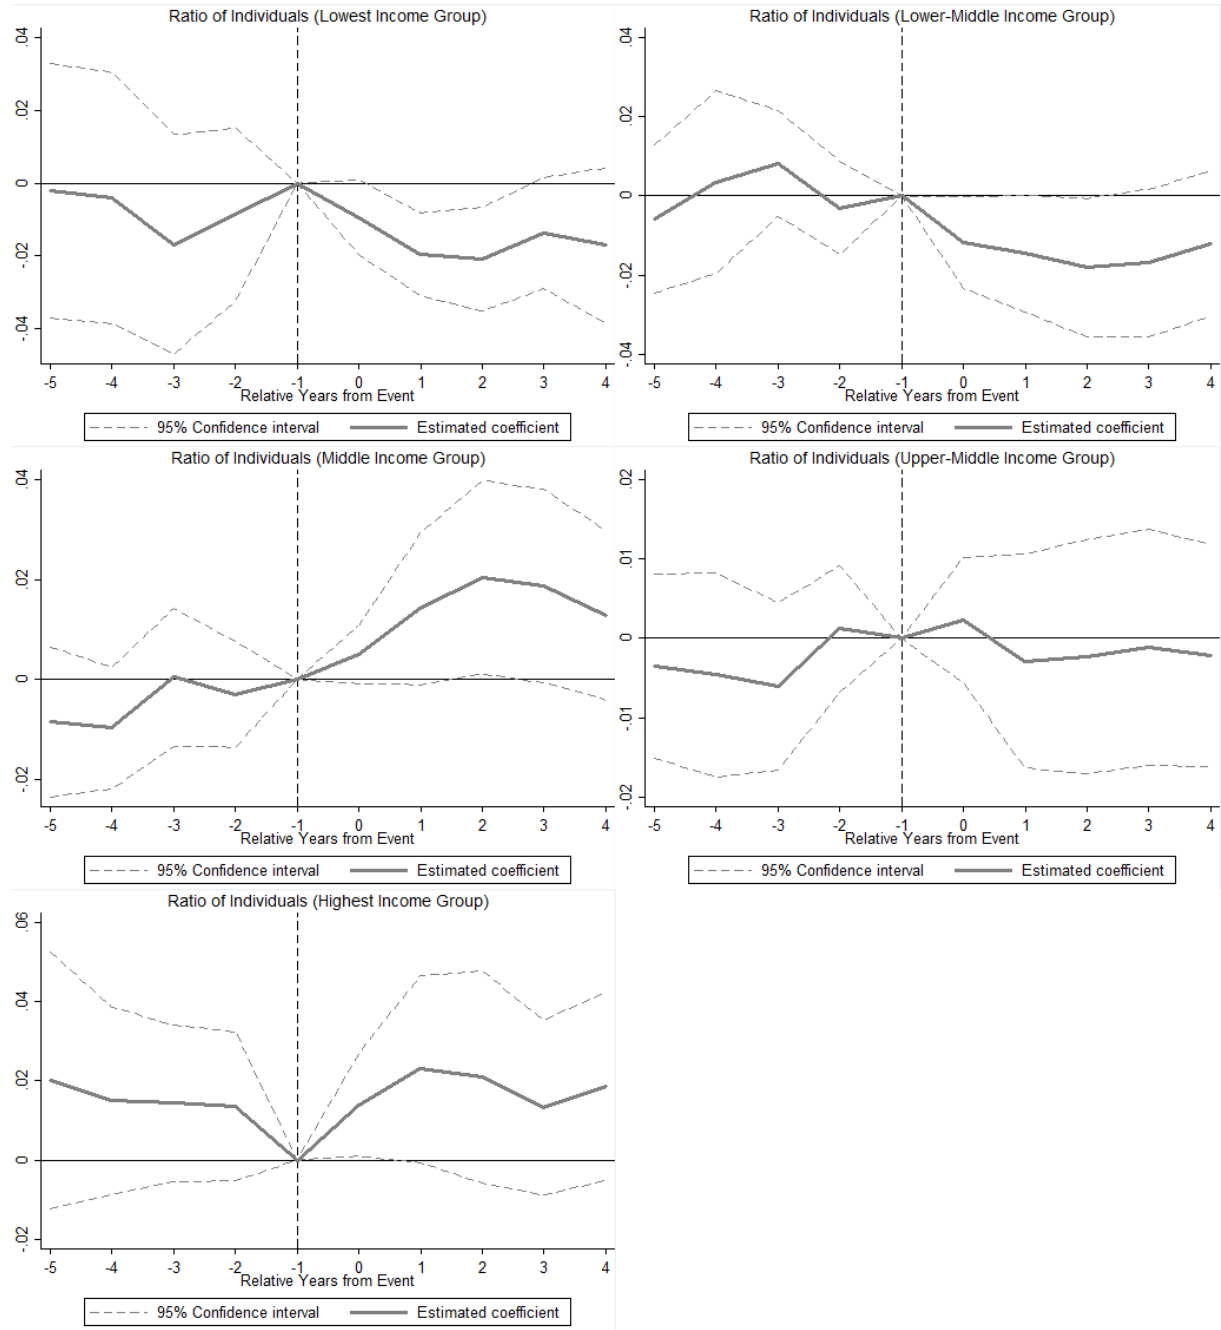 Ratio of Individuals (Lowest Income Group)
.04
.02
0
-.02
-.04
-5 -4 -3 -2 -1 0 1 2 3 4
Relative Years from Event
95% Confidence interval Estimated coefficient
Ratio of Individuals (Lower-Middle Income Group)
.04
.02
0
-.02
-.04
-5 -4 -3 -2 -1 0 1 2 3 4
Relative Years from Event
95% Confidence interval Estimated coefficient
Ratio of Individuals (Middle Income Group)
.04
.02
0
-.02
-5 -4 -3 -2 -1 0 1 2 3 4
Relative Years from Event
95% Confidence interval Estimated coefficient
Ratio of Individuals (Upper-Middle Income Group)
.02
.01
0
-.01
-.02
-5 -4 -3 -2 -1 0 1 2 3 4
Relative Years from Event
95% Confidence interval Estimated coefficient
Ratio of Individuals (Highest Income Group)
.06
.04
.02
0
-.02
-5 -4 -3 -2 -1 0 1 2 3 4
Relative Years from Event
95% Confidence interval Estimated coefficient